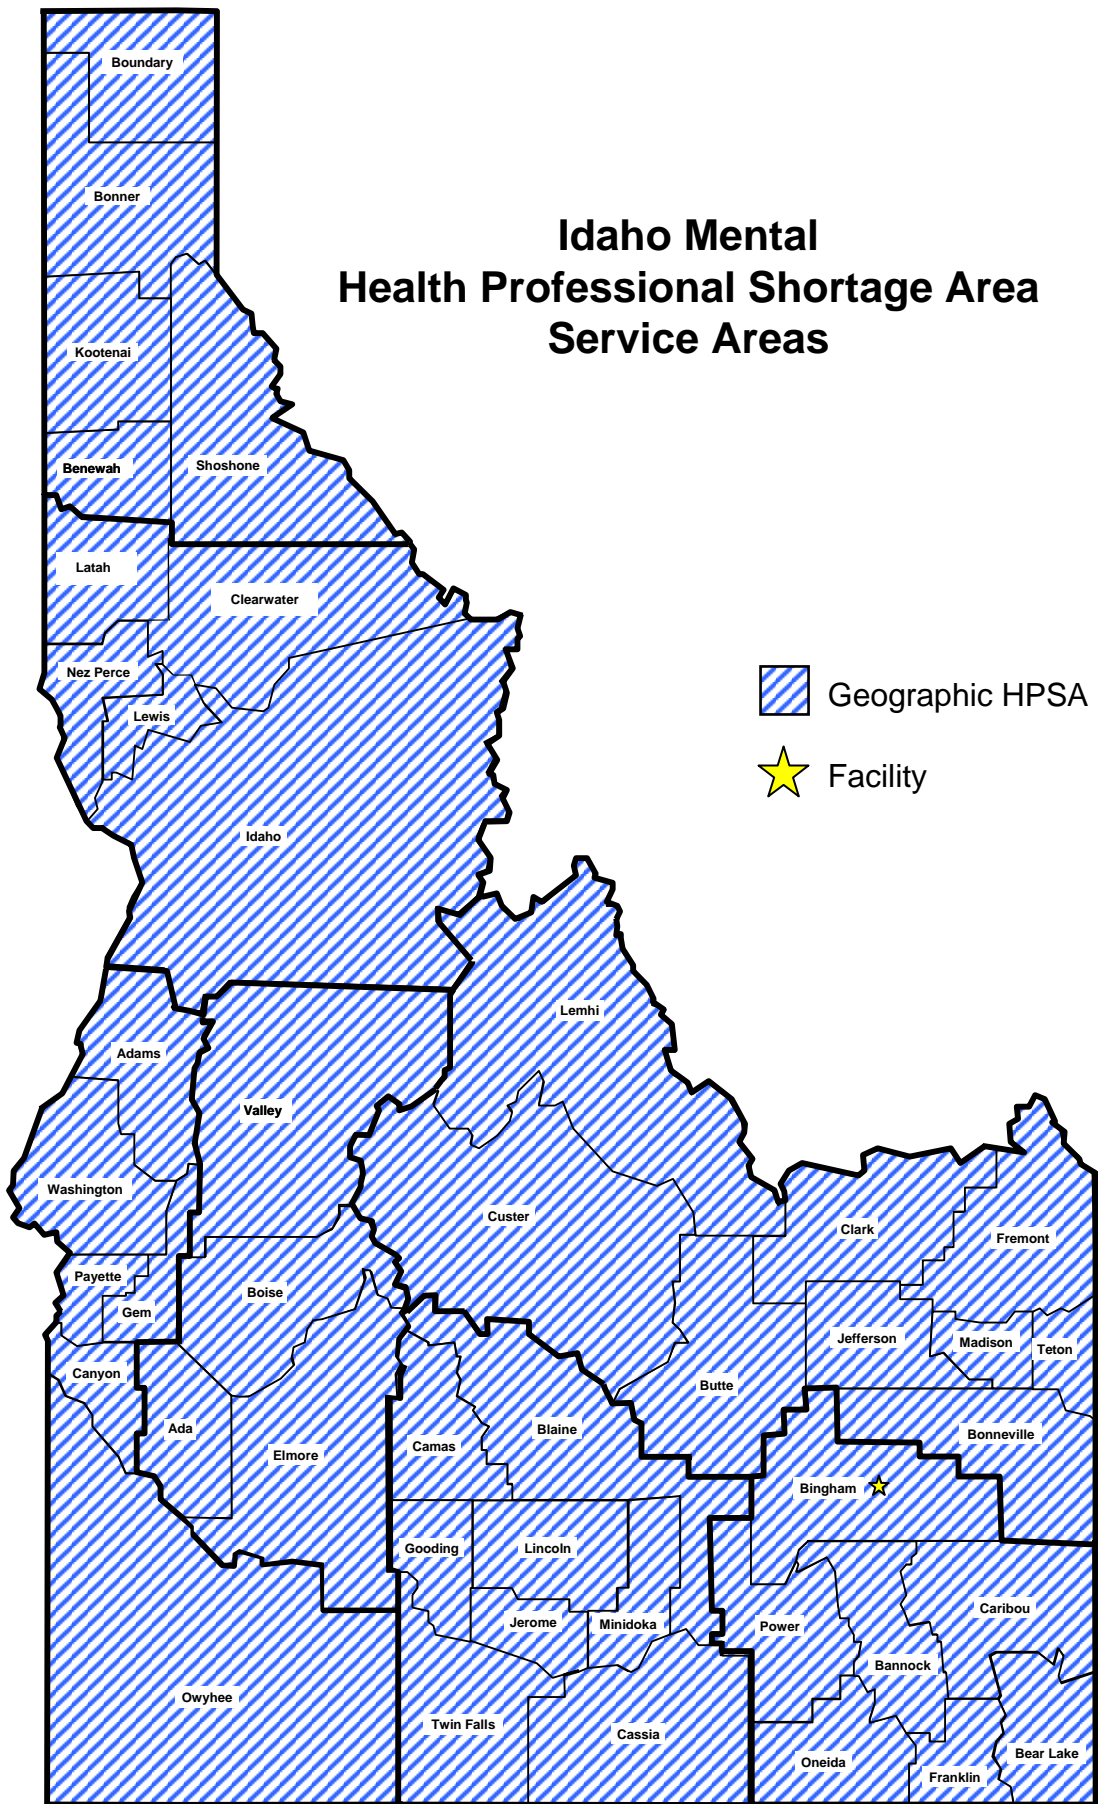 Boundary
Bonner
Idaho Mental
Health Professional Shortage Area
Service Areas
Kootenai
Benewah
Shoshone
Latah
Clearwater
Nez Perce
Lewis
Geographic HPSA
Facility
Idaho
Lemhi
Adams
Valley
Washington
Custer
Clark
Fremont
Payette
Boise
Gem
Jefferson
Madison
Teton
Canyon
Butte
Ada
Camas
Blaine
Bonneville
Elmore
Bingham
Gooding
Lincoln
Jerome
Minidoka
Power
Caribou
Bannock
Owyhee
Twin Falls
Cassia
Oneida
Bear Lake
Franklin